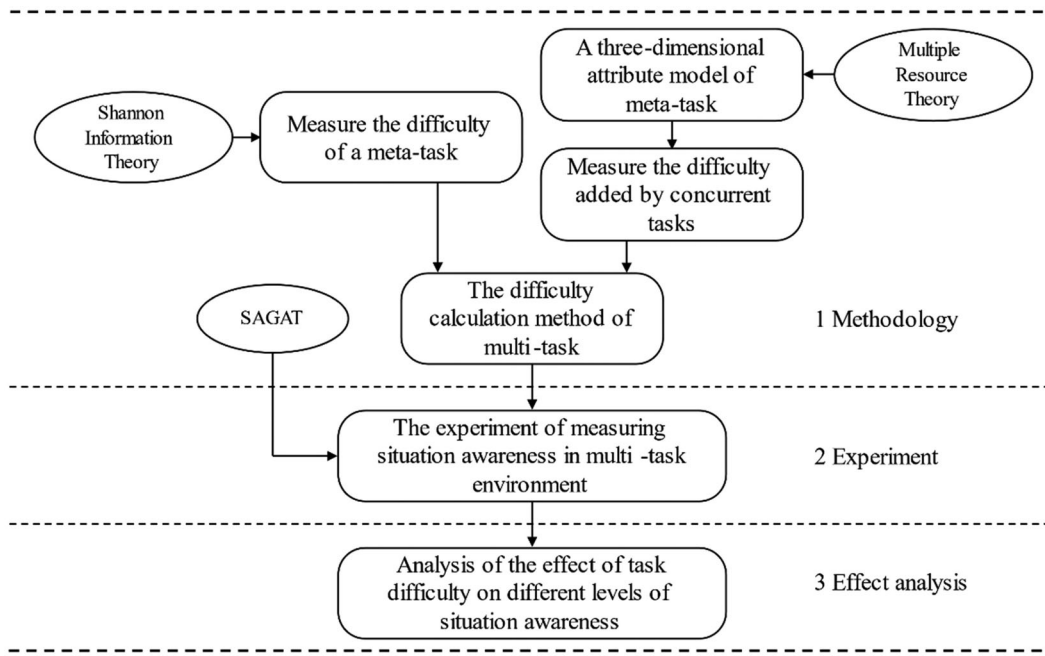 A three-dimensional
attribute model of
meta-task
Multiple
Resource
Theory
Shannon
Information
Theory
Measure the difficulty
of a meta-task
Measure the difficulty
added by concurrent
tasks
SAGAT
The difficulty
calculation method of
multi-task
1 Methodology
The experiment of measuring
situation awareness in multi -task
environment
2 Experiment
Analysis of the effect of task
difficulty on different levels of
situation awareness
3 Effect analysis